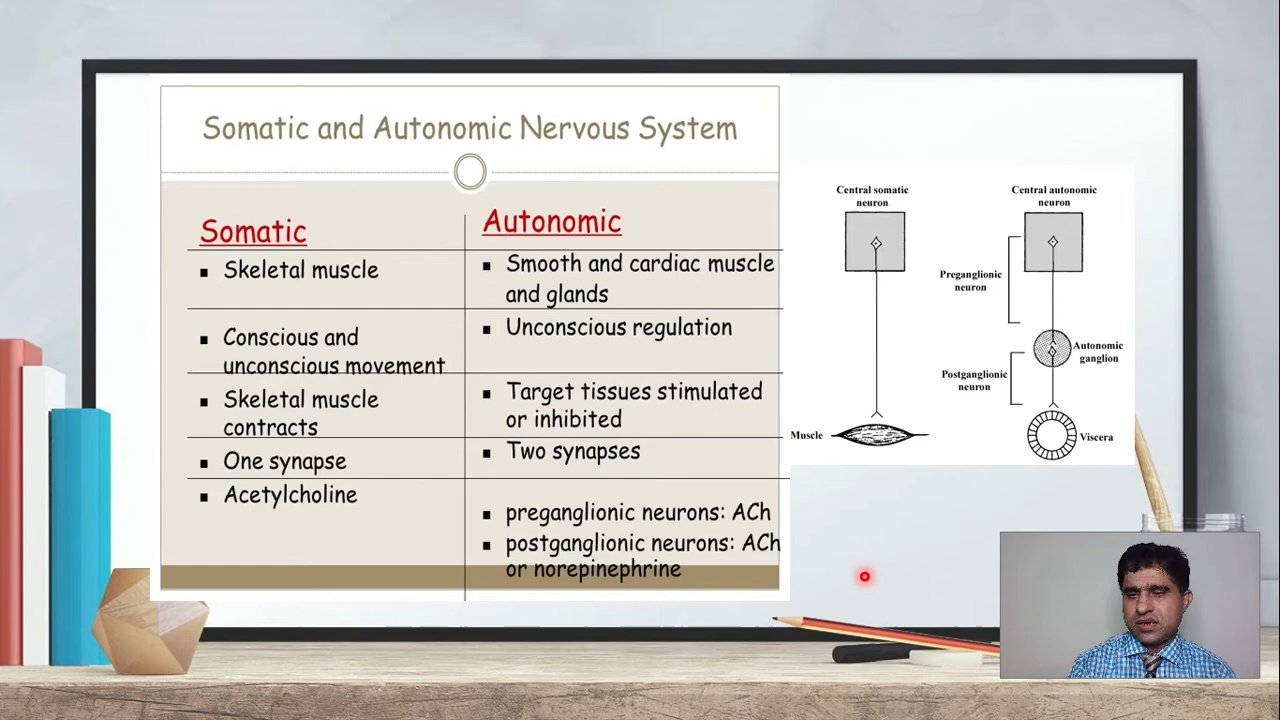 Somatic and Autonomic Nervous System
Somatic
Autonomic
▪ Skeletal muscle
▪ Smooth and cardiac muscle
and glands
▪ Conscious and
unconscious movement
▪ Unconscious regulation
▪ Skeletal muscle
contracts
▪ Target tissues stimulated
or inhibited
▪ One synapse
▪ Two synapses
▪ Acetylcholine
▪ preganglionic neurons: ACh
▪ postganglionic neurons: ACh
or norepinephrine
Central somatic
neuron
Central autonomic
neuron
Preganglionic
neuron
Autonomic
ganglion
Postganglionic
neuron
Muscle
Viscera